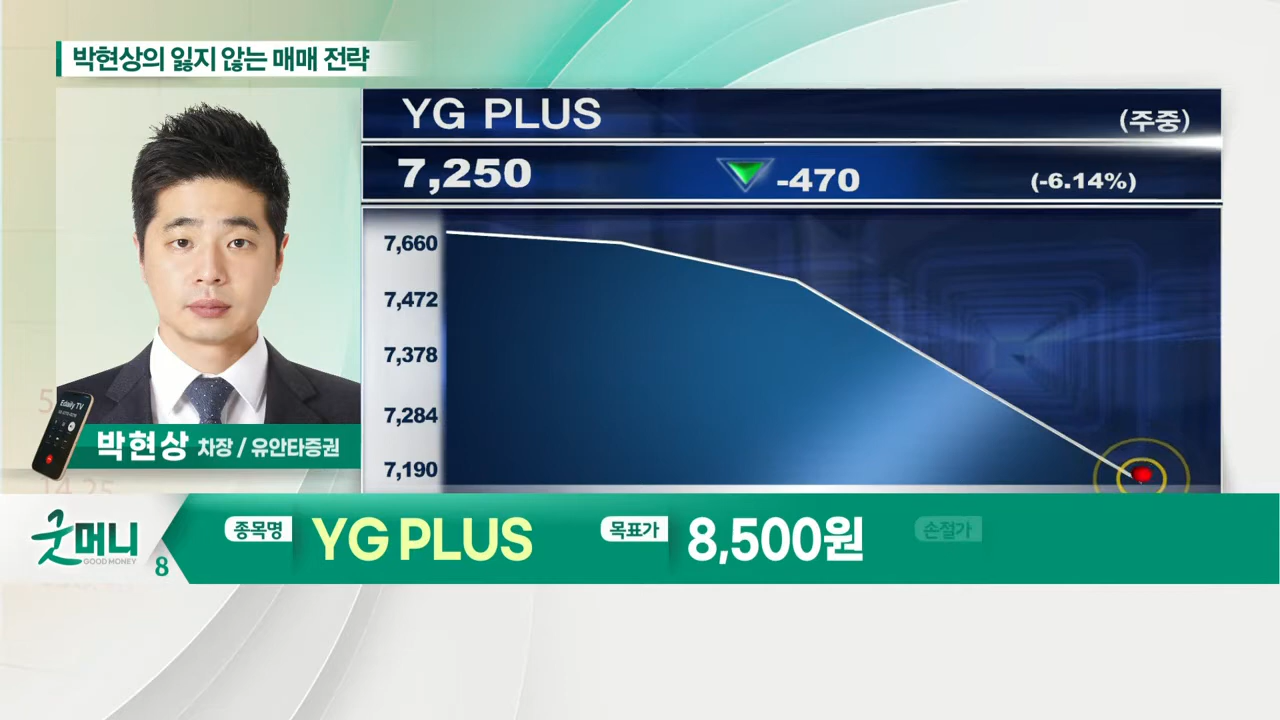 박현상의 잃지 않는 매매 전략
YG PLUS
(주중)
7,250
-470
(-6.14%)
7,660
7,472
7,378
7,284
7,190
Edaily TV
박현상 차장 / 유안타증권
굿머니
GOOD MONEY
8
종목명
YG PLUS
목표가
8,500원
손절가